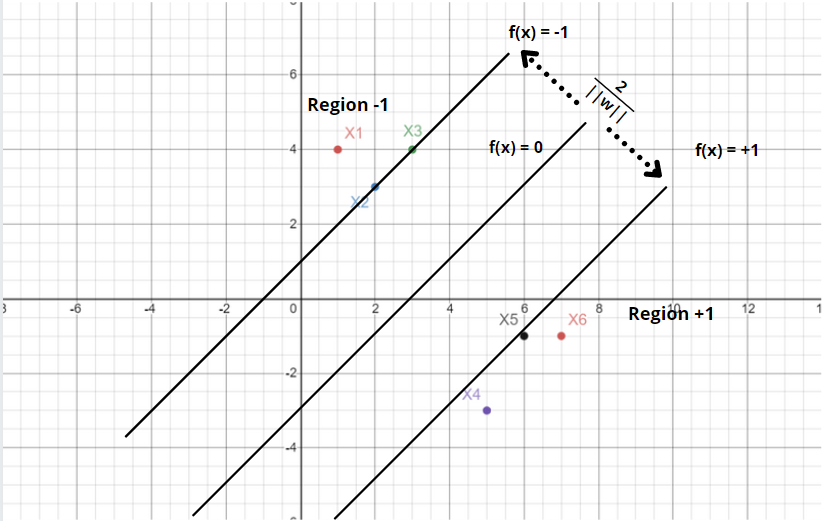 f(x) = -1
2
||w||
6
Region -1
X1
X3
4
f(x) = 0
f(x) = +1
X2
2
-6
-4
-2
0
2
4
6
8
10
12
X5
X6
Region +1
-2
X4
-4